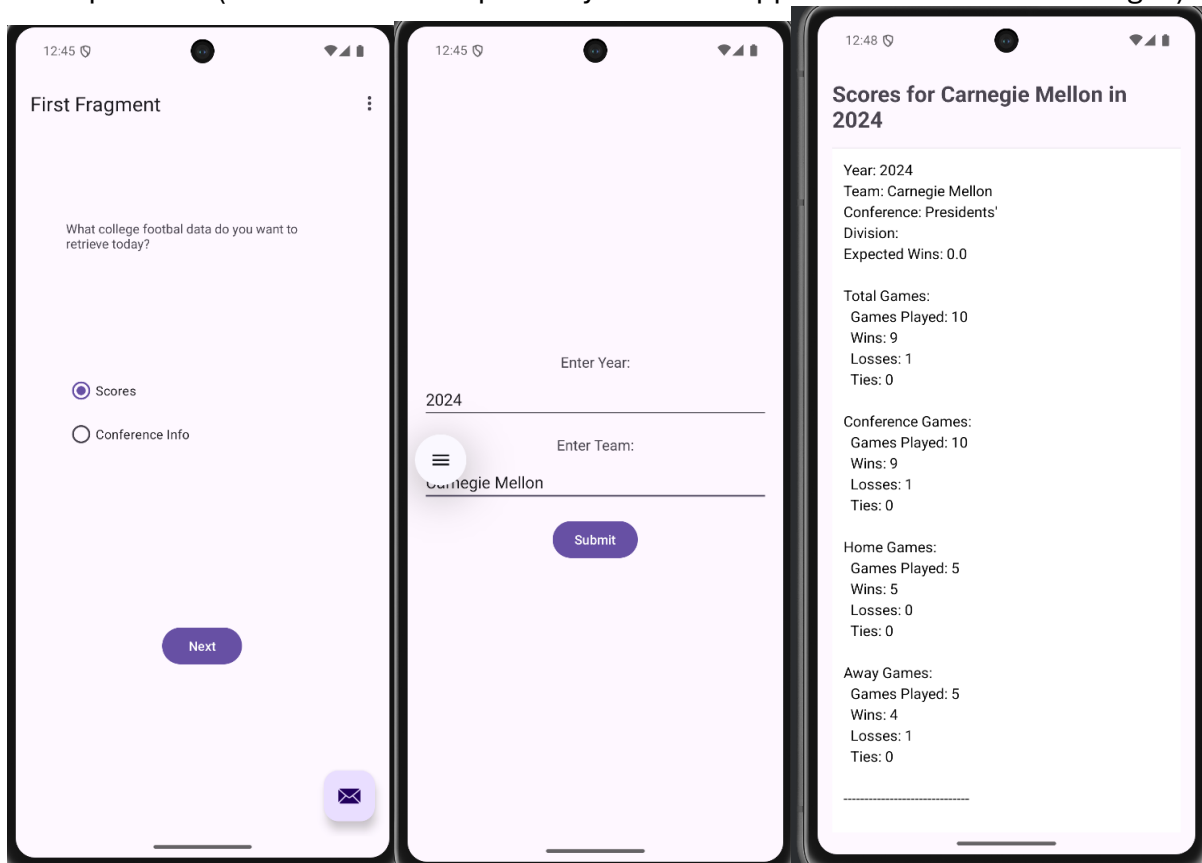 12:45
First Fragment
What college footbal data do you want to
retrieve today?
Scores
Conference Info
Next
12:45
Enter Year:
2024
Enter Team:
Carnegie Mellon
Submit
12:48
Scores for Carnegie Mellon in
2024
Year: 2024
Team: Carnegie Mellon
Conference: Presidents'
Division:
Expected Wins: 0.0
Total Games:
Games Played: 10
Wins: 9
Losses: 1
Ties: 0
Conference Games:
Games Played: 10
Wins: 9
Losses: 1
Ties: 0
Home Games:
Games Played: 5
Wins: 5
Losses: 0
Ties: 0
Away Games:
Games Played: 5
Wins: 4
Losses: 1
Ties: 0
------------------------------